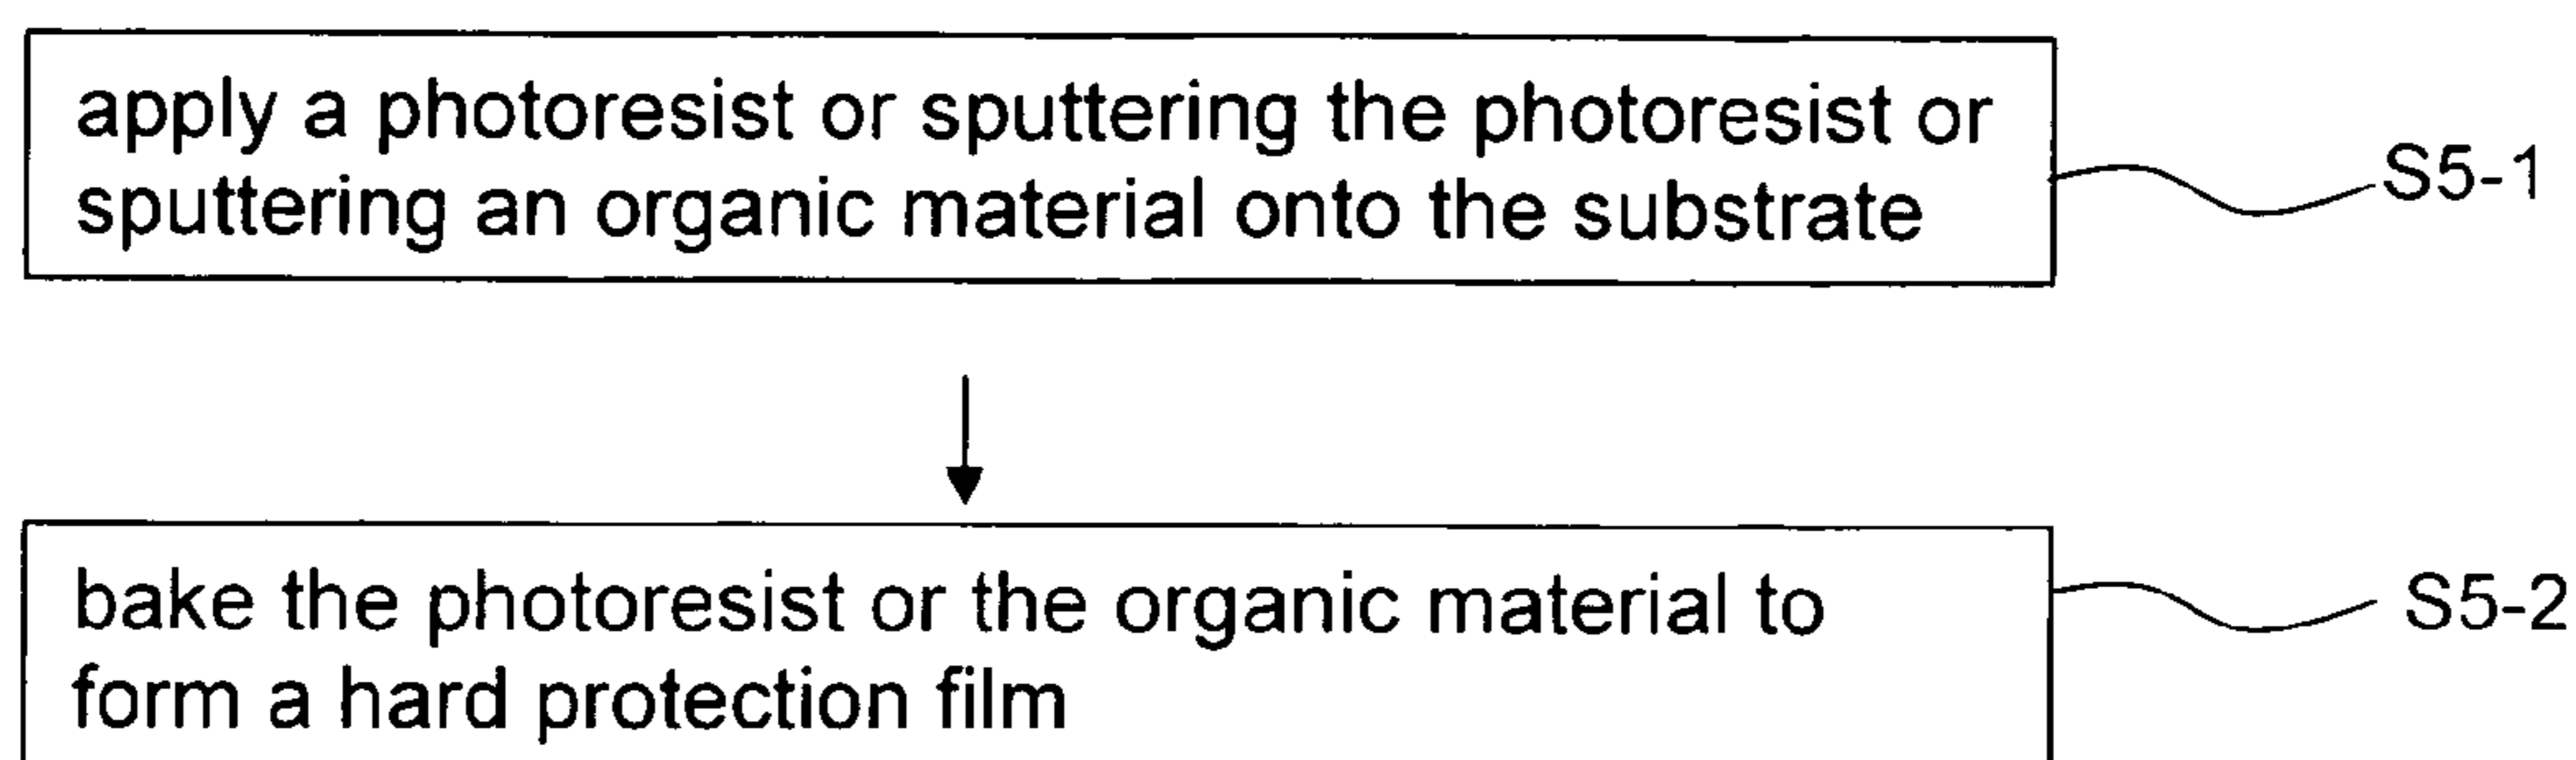 apply a photoresist or sputtering the photoresist or
sputtering an organic material onto the substrate
S5-1
bake the photoresist or the organic material to
form a hard protection film
S5-2